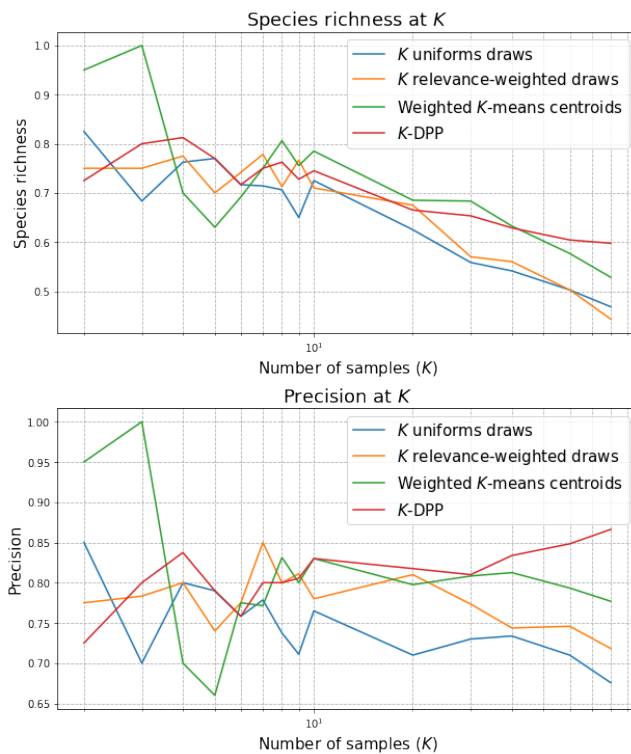 Species richness at K
Species richness
1.0
0.9
0.8
0.7
0.6
0.5
K uniforms draws
K relevance-weighted draws
Weighted K-means centroids
K-DPP
10¹
Number of samples (K)
Precision at K
Precision
1.00
0.95
0.90
0.85
0.80
0.75
0.70
0.65
K uniforms draws
K relevance-weighted draws
Weighted K-means centroids
K-DPP
10¹
Number of samples (K)